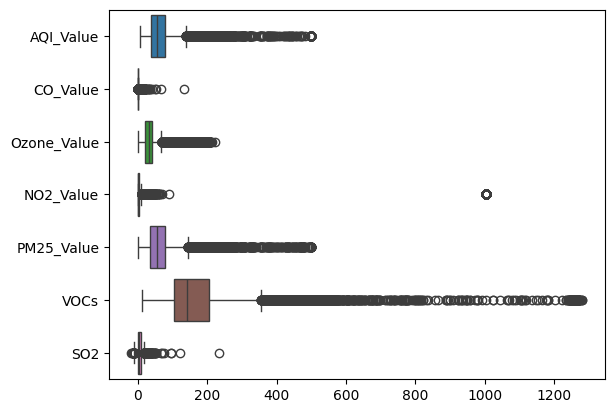 AQI_Value
CO_Value
Ozone_Value
NO2_Value
PM25_Value
VOCs
SO2
0 200 400 600 800 1000 1200